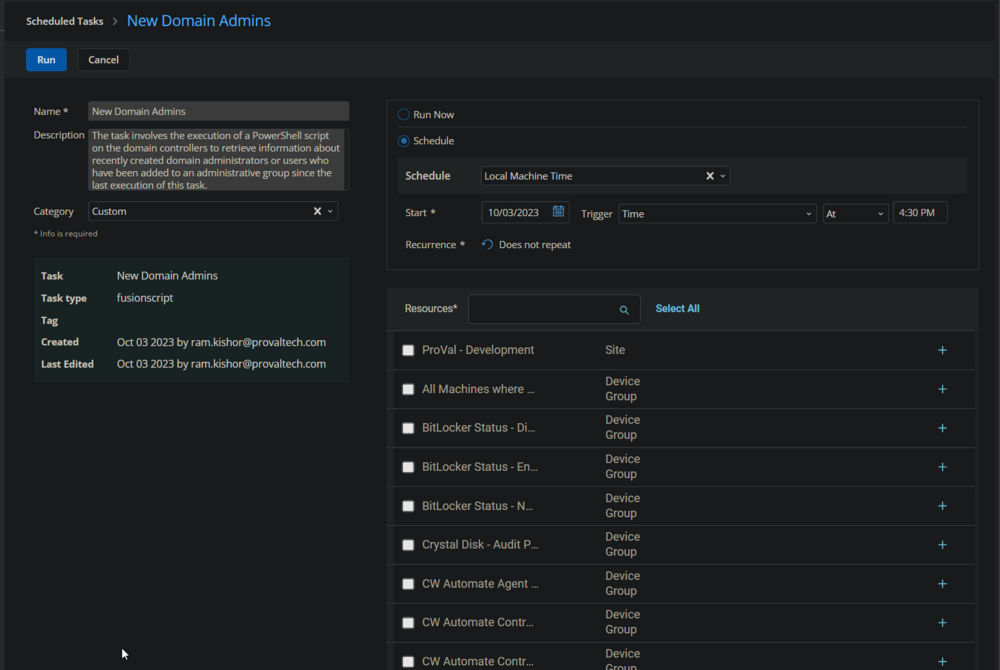 Scheduled Tasks > New Domain Admins
Run Cancel
Name * New Domain Admins
Description The task involves the execution of a PowerShell script
on the domain controllers to retrieve information about
recently created domain administrators or users who
have been added to an administrative group since the
last execution of this task.
Category Custom
* Info is required
Task New Domain Admins
Task type fusionscript
Tag
Created Oct 03 2023 by ram.kishor@provaltech.com
Last Edited Oct 03 2023 by ram.kishor@provaltech.com
Run Now
Schedule
Schedule Local Machine Time
Start * 10/03/2023 Trigger Time At 4:30 PM
Recurrence * Does not repeat
Resources* Select All
ProVal - Development Site
All Machines where ... Device
Group
BitLocker Status - Di... Device
Group
BitLocker Status - En... Device
Group
BitLocker Status - N... Device
Group
Crystal Disk - Audit P... Device
Group
CW Automate Agent ... Device
Group
CW Automate Contr... Device
Group
CW Automate Contr... Device
Group